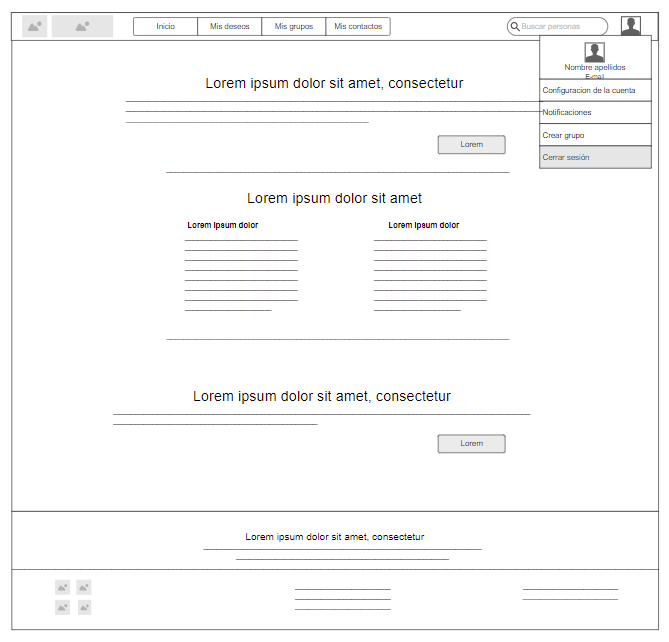 Inicio
Mis deseos
Mis grupos
Mis contactos
Buscar personas
Nombre apellidos
E-mail
Configuracion de la cuenta
Notificaciones
Crear grupo
Cerrar sesión
Lorem ipsum dolor sit amet, consectetur
Lorem
Lorem ipsum dolor sit amet
Lorem ipsum dolor
Lorem ipsum dolor
Lorem ipsum dolor sit amet, consectetur
Lorem
Lorem ipsum dolor sit amet, consectetur